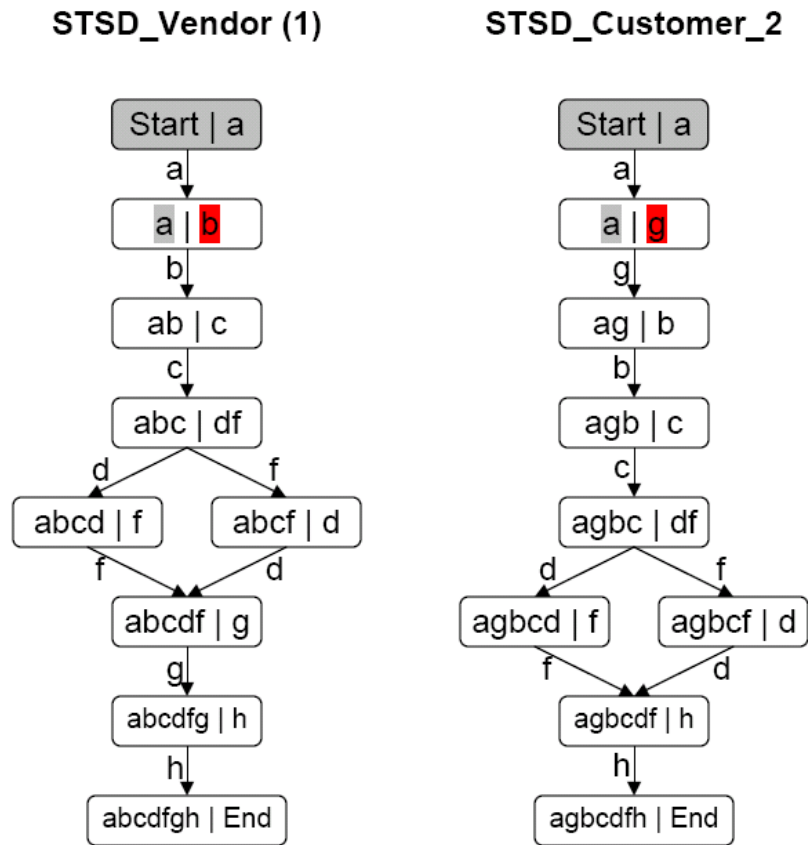 STSD_Vendor (1)
Start | a
a
a | b
b
ab | c
c
abc | df
d
f
abcd | f
abcf | d
f
d
abcdf | g
g
abcdfg | h
h
abcdfgh | End
STSD_Customer_2
Start | a
a
a | g
g
ag | b
b
agb | c
c
agbc | df
d
f
agbcd | f
agbcf | d
f
d
agbcdf | h
h
agbcdfh | End